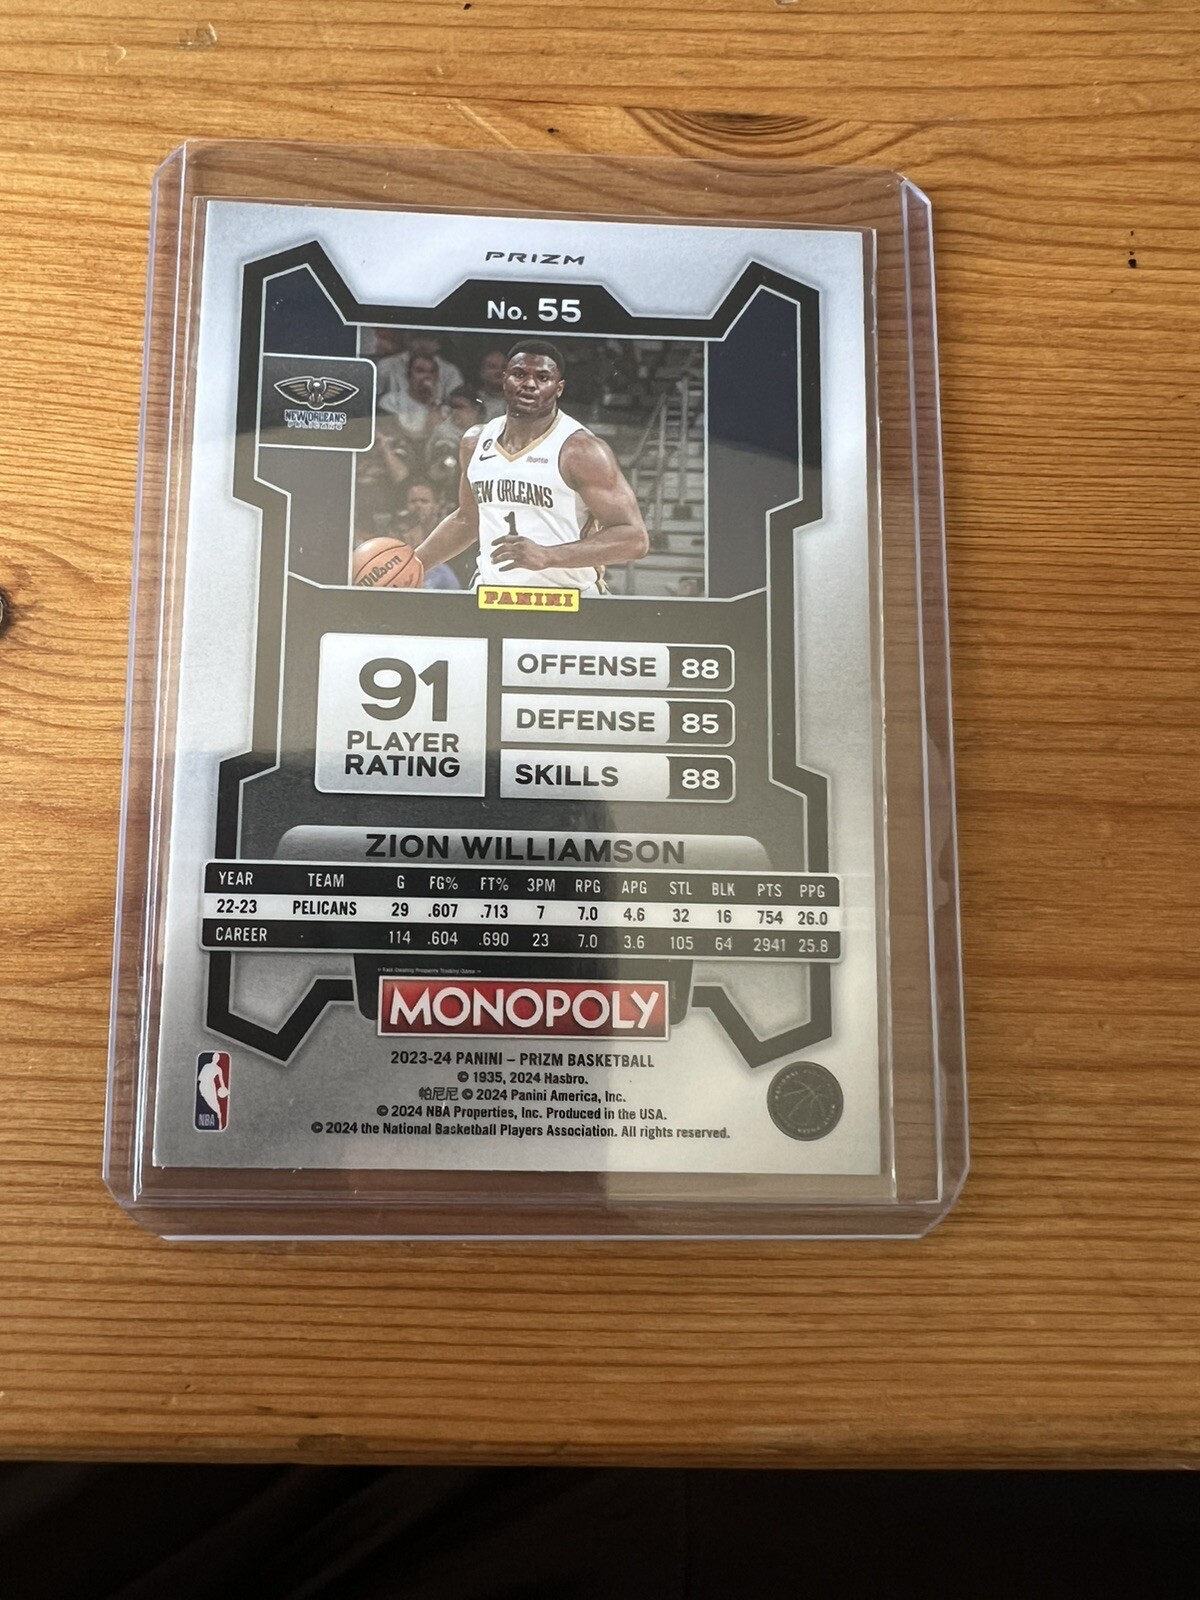 PRIZM
No. 55
NEW ORLEANS
PELICANS
NEW ORLEANS
1
Wilson
PANINI
91
PLAYER
RATING
OFFENSE 88
DEFENSE 85
SKILLS 88
ZION WILLIAMSON
YEAR TEAM G FG% FT% 3PM RPG APG STL BLK PTS PPG
22-23 PELICANS 29 .607 .713 7 7.0 4.6 32 16 754 26.0
CAREER 114 .604 .690 23 7.0 3.6 105 64 2941 25.8
MONOPOLY
2023-24 PANINI – PRIZM BASKETBALL
© 1935, 2024 Hasbro.
帕尼尼 © 2024 Panini America, Inc.
© 2024 NBA Properties, Inc. Produced in the USA.
© 2024 the National Basketball Players Association. All rights reserved.
NBA